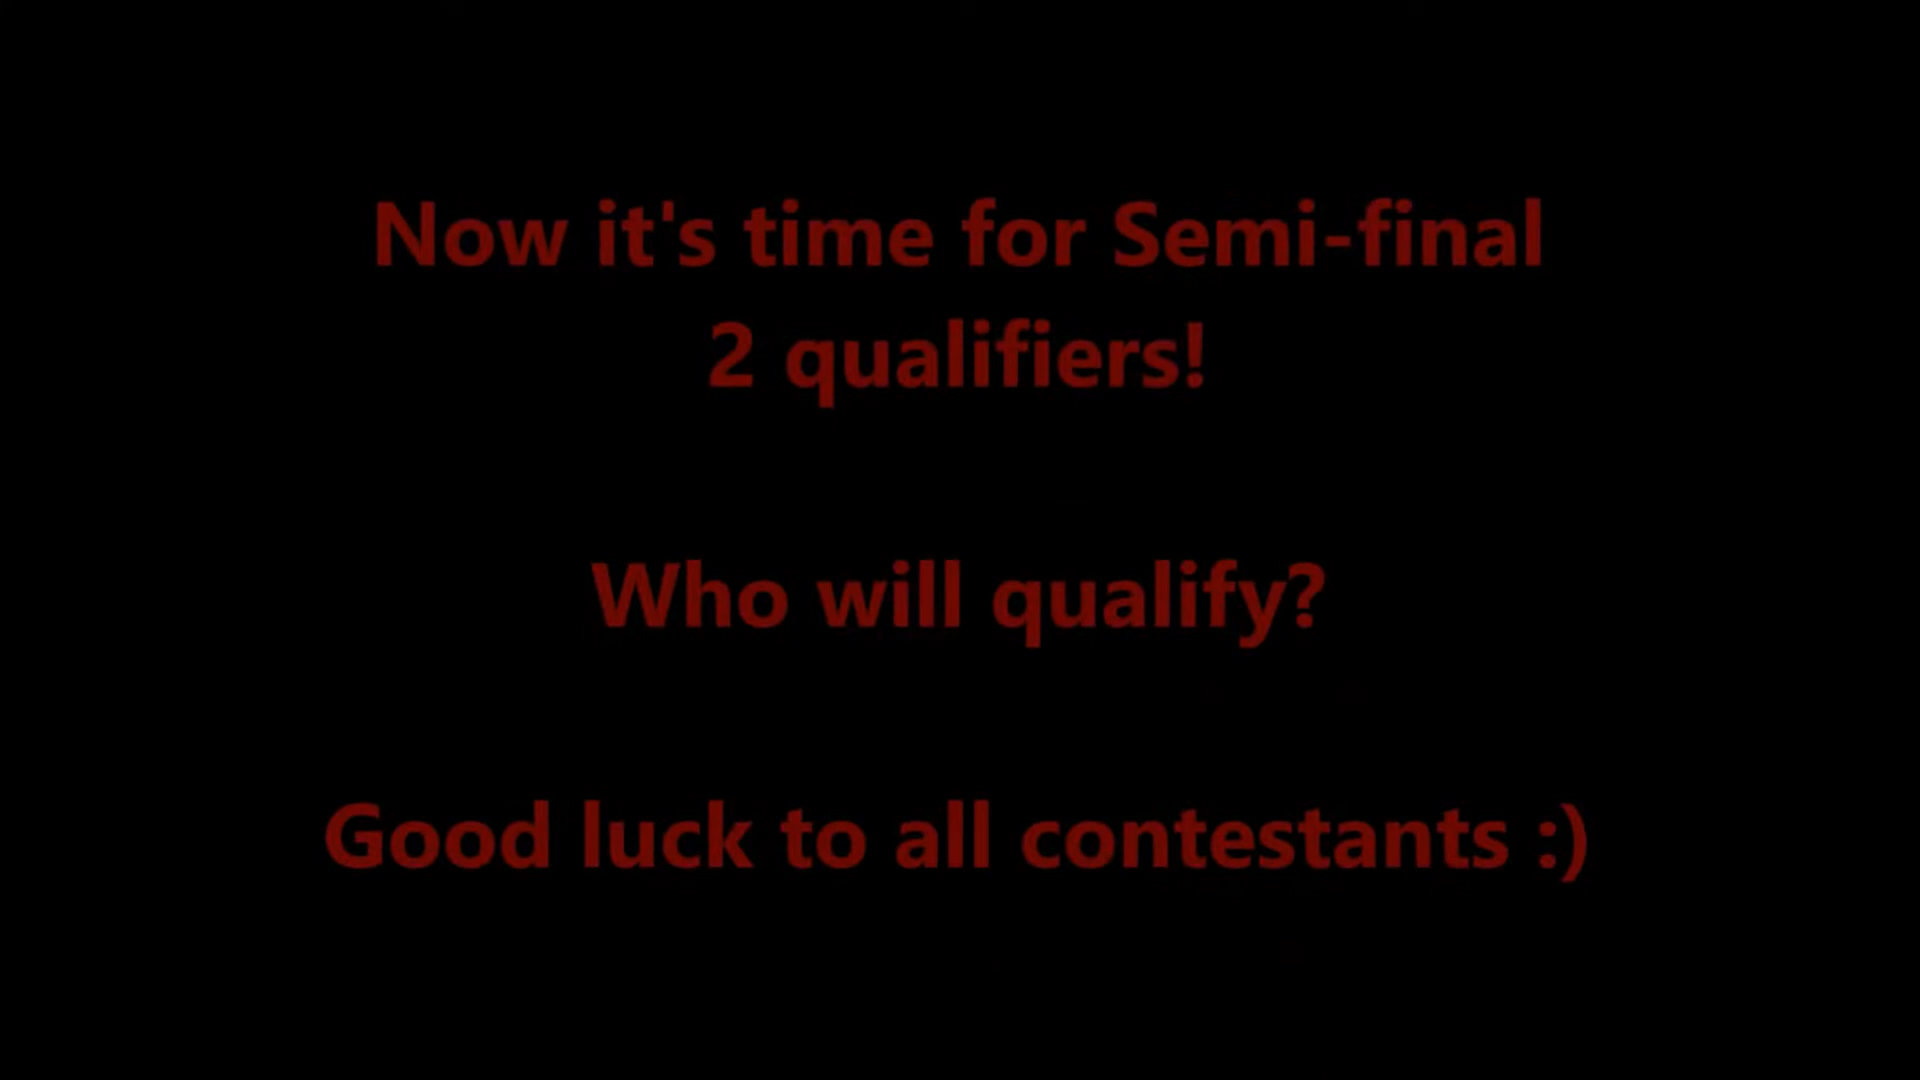 Now it's time for Semi-final
2 qualifiers!
Who will qualify?
Good luck to all contestants :)